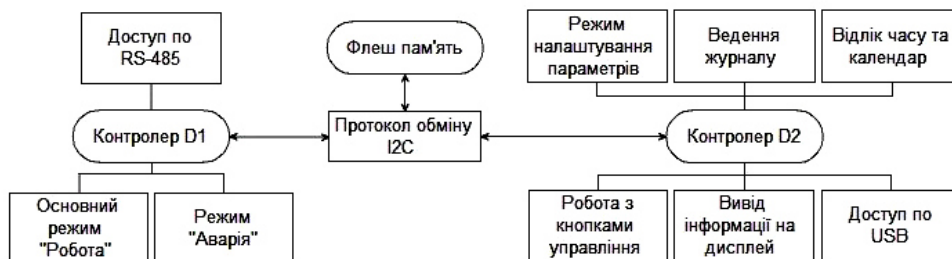 Доступ по
RS-485
Флеш пам'ять
Режим
налаштування
параметрів
Ведення
журналу
Відлік часу та
календар
Контролер D1
Протокол обміну
I2C
Контролер D2
Основний
режим
"Робота"
Режим
"Аварія"
Робота з
кнопками
управління
Вивід
інформації на
дисплей
Доступ по
USB